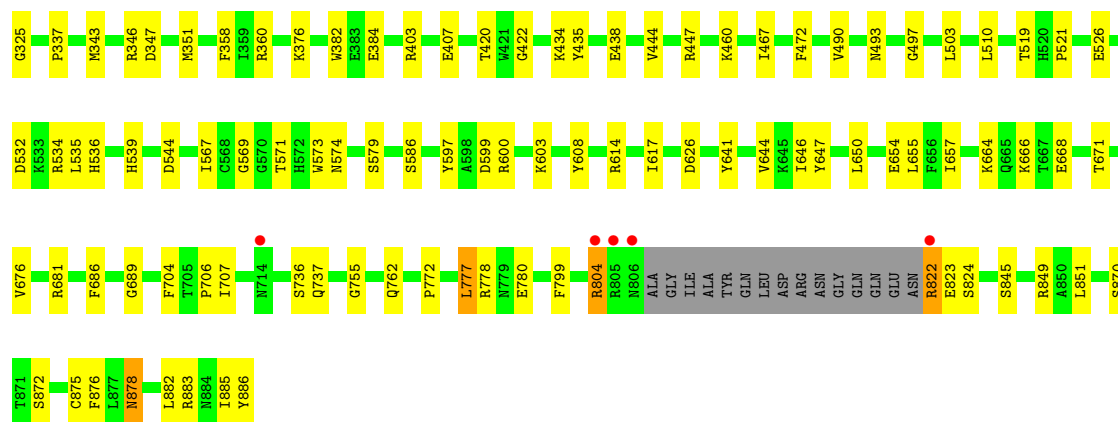 G325 P337 M343 R346 D347 M351 F358 I359 R360 K376 W382 E383 E384 R403 E407 T420 W421 G422 K434 Y435 E438 V444 R447 K460 I467 F472 V490 N493 G497 L503 L510 T519 H520 P521 E526
D532 K533 R534 L535 H536 H539 D544 I567 C568 G569 G570 T571 H572 W573 N574 S579 S586 Y597 A598 D599 R600 K603 Y608 R614 I617 D626 Y641 V644 K645 I646 Y647 L650 E654 L655 F656 I657 K664 Q665 K666 T667 E668 T671
V676 R681 F686 G689 F704 T705 P706 I707 N714 S736 Q737 G755 Q762 P772 L777 R778 N779 E780 F799 R804 R805 N806 ALA GLY ILE ALA TYR GLN LEU ASP ARG ASN GLY GLN GLN GLU ASN R822 E823 S824 S845 R849 A850 L851 S870
T871 S872 C875 F876 L877 N878 L882 R883 N884 I885 Y886